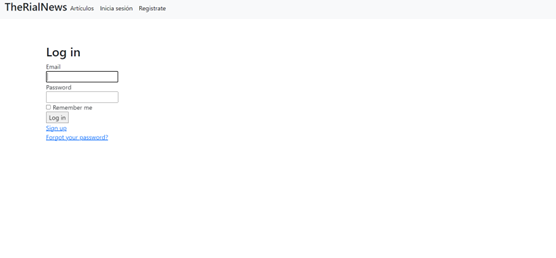 TheRialNews Artículos Inicia sesión Registrate
Log in
Email
Password
Remember me
Log in
Sign up
Forgot your password?